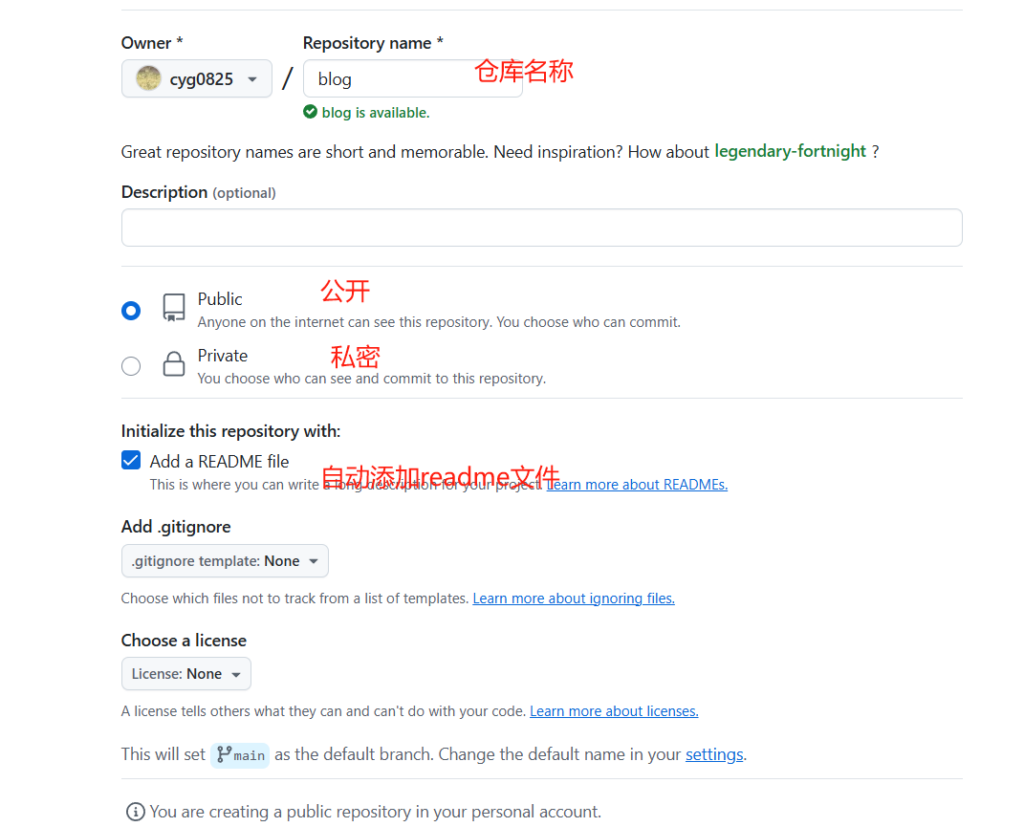 Owner * Repository name *
cyg0825 / blog 仓库名称
blog is available.
Great repository names are short and memorable. Need inspiration? How about legendary-fortnight ?
Description (optional)
Public 公开
Anyone on the internet can see this repository. You choose who can commit.
Private 私密
You choose who can see and commit to this repository.
Initialize this repository with:
Add a README file
自动添加readme文件
This is where you can write a long description for your project. Learn more about READMEs.
Add .gitignore
.gitignore template: None
Choose which files not to track from a list of templates. Learn more about ignoring files.
Choose a license
License: None
A license tells others what they can and can't do with your code. Learn more about licenses.
This will set main as the default branch. Change the default name in your settings.
You are creating a public repository in your personal account.